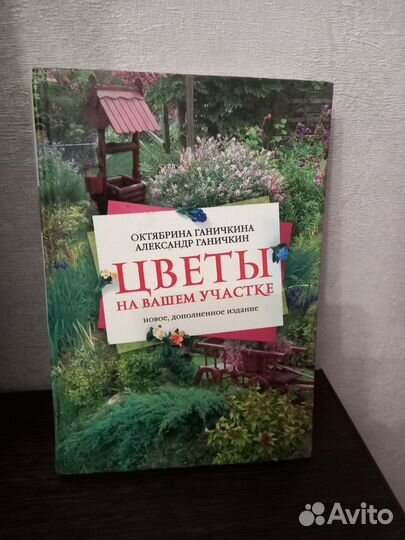 ОКТЯБРИНА ГАНИЧКИНА
АЛЕКСАНДР ГАНИЧКИН
ЦВЕТЫ
НА ВАШЕМ УЧАСТКЕ
НОВОЕ, ДОПОЛНЕННОЕ ИЗДАНИЕ
Avito